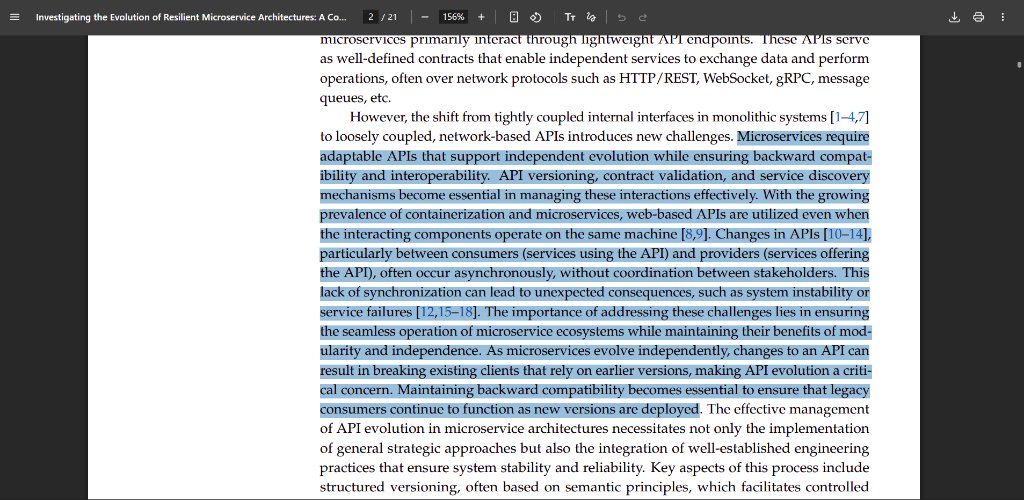 Investigating the Evolution of Resilient Microservice Architectures: A Co...
2 / 21
156%
microservices primarily interact through lightweight API endpoints. These APIs serve
as well-defined contracts that enable independent services to exchange data and perform
operations, often over network protocols such as HTTP/REST, WebSocket, gRPC, message
queues, etc.
However, the shift from tightly coupled internal interfaces in monolithic systems [1–4,7]
to loosely coupled, network-based APIs introduces new challenges. Microservices require
adaptable APIs that support independent evolution while ensuring backward compat-
ibility and interoperability. API versioning, contract validation, and service discovery
mechanisms become essential in managing these interactions effectively. With the growing
prevalence of containerization and microservices, web-based APIs are utilized even when
the interacting components operate on the same machine [8,9]. Changes in APIs [10–14],
particularly between consumers (services using the API) and providers (services offering
the API), often occur asynchronously, without coordination between stakeholders. This
lack of synchronization can lead to unexpected consequences, such as system instability or
service failures [12,15–18]. The importance of addressing these challenges lies in ensuring
the seamless operation of microservice ecosystems while maintaining their benefits of mod-
ularity and independence. As microservices evolve independently, changes to an API can
result in breaking existing clients that rely on earlier versions, making API evolution a criti-
cal concern. Maintaining backward compatibility becomes essential to ensure that legacy
consumers continue to function as new versions are deployed. The effective management
of API evolution in microservice architectures necessitates not only the implementation
of general strategic approaches but also the integration of well-established engineering
practices that ensure system stability and reliability. Key aspects of this process include
structured versioning, often based on semantic principles, which facilitates controlled